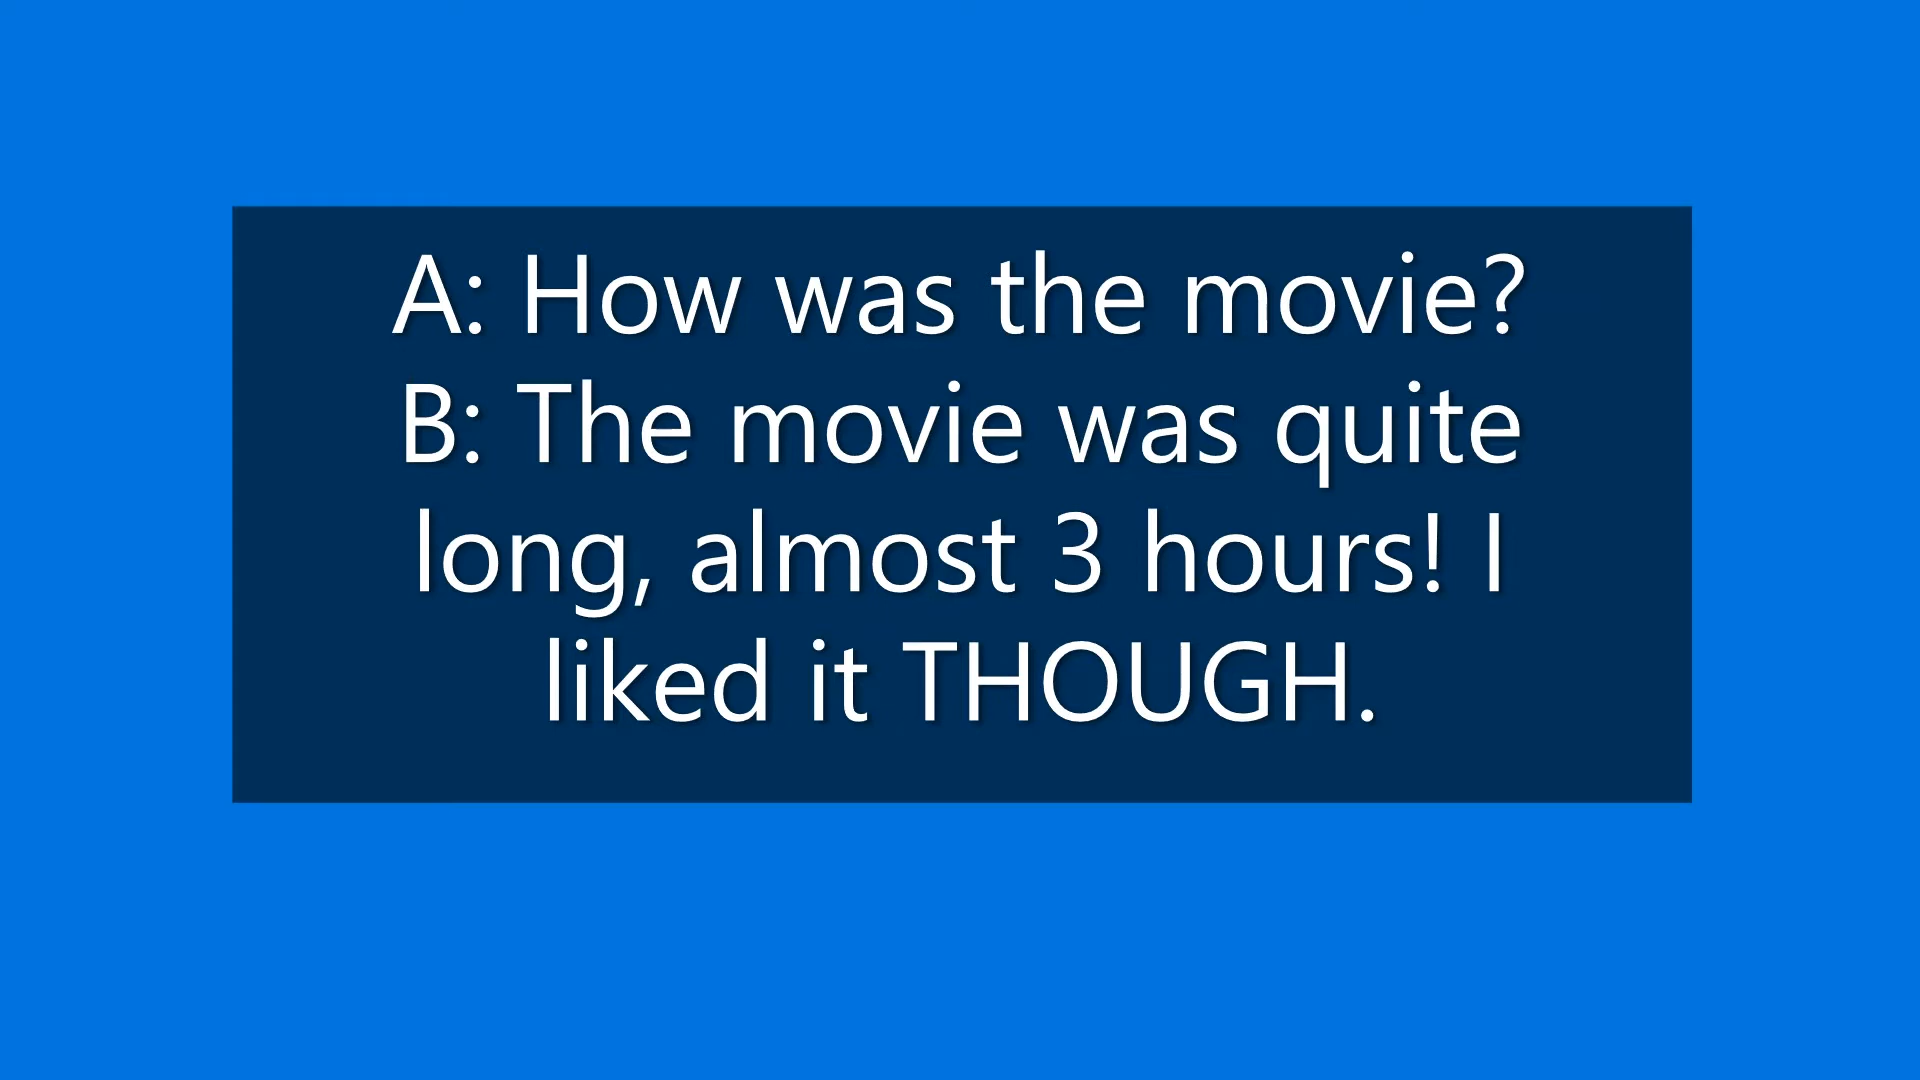 A: How was the movie?
B: The movie was quite
long, almost 3 hours! I
liked it THOUGH.